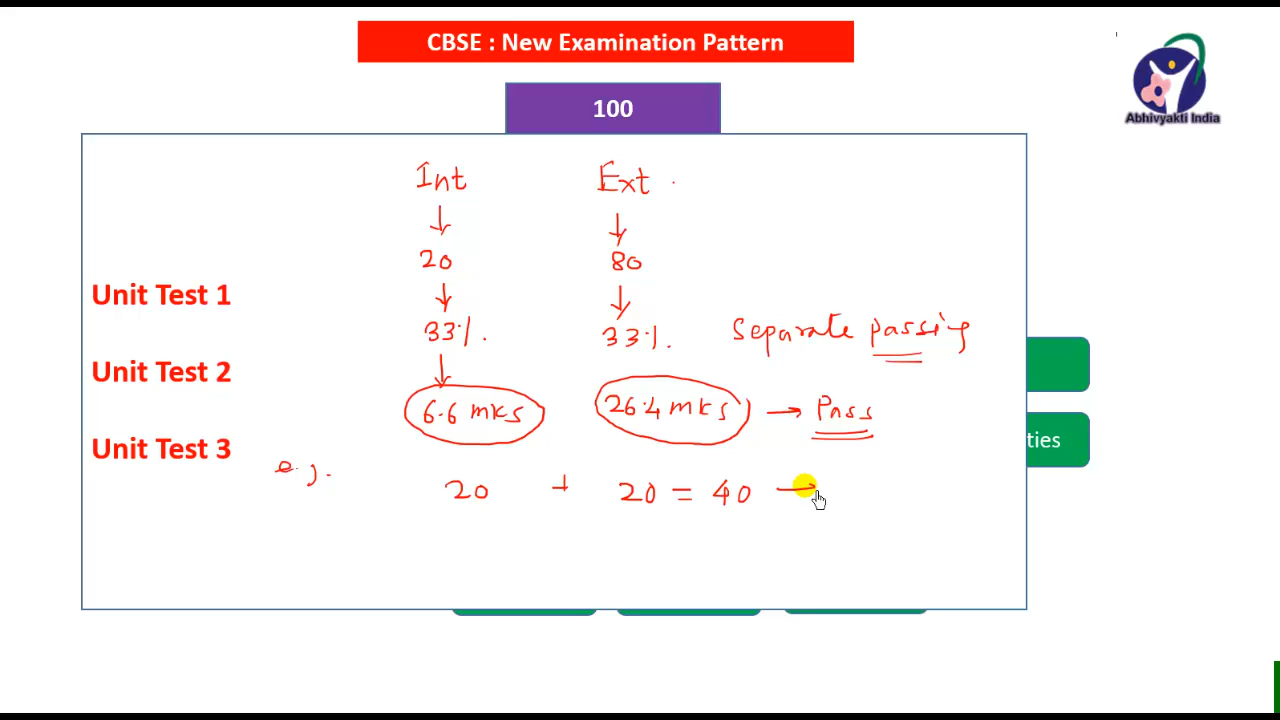 CBSE : New Examination Pattern
Abhivyakti India
100
Int Ext .
20 80
Unit Test 1
33%. 33%. Separate passing
Unit Test 2
6.6 mks 26.4 mks → Pass
ties
Unit Test 3
e.g.
20 + 20 = 40 →